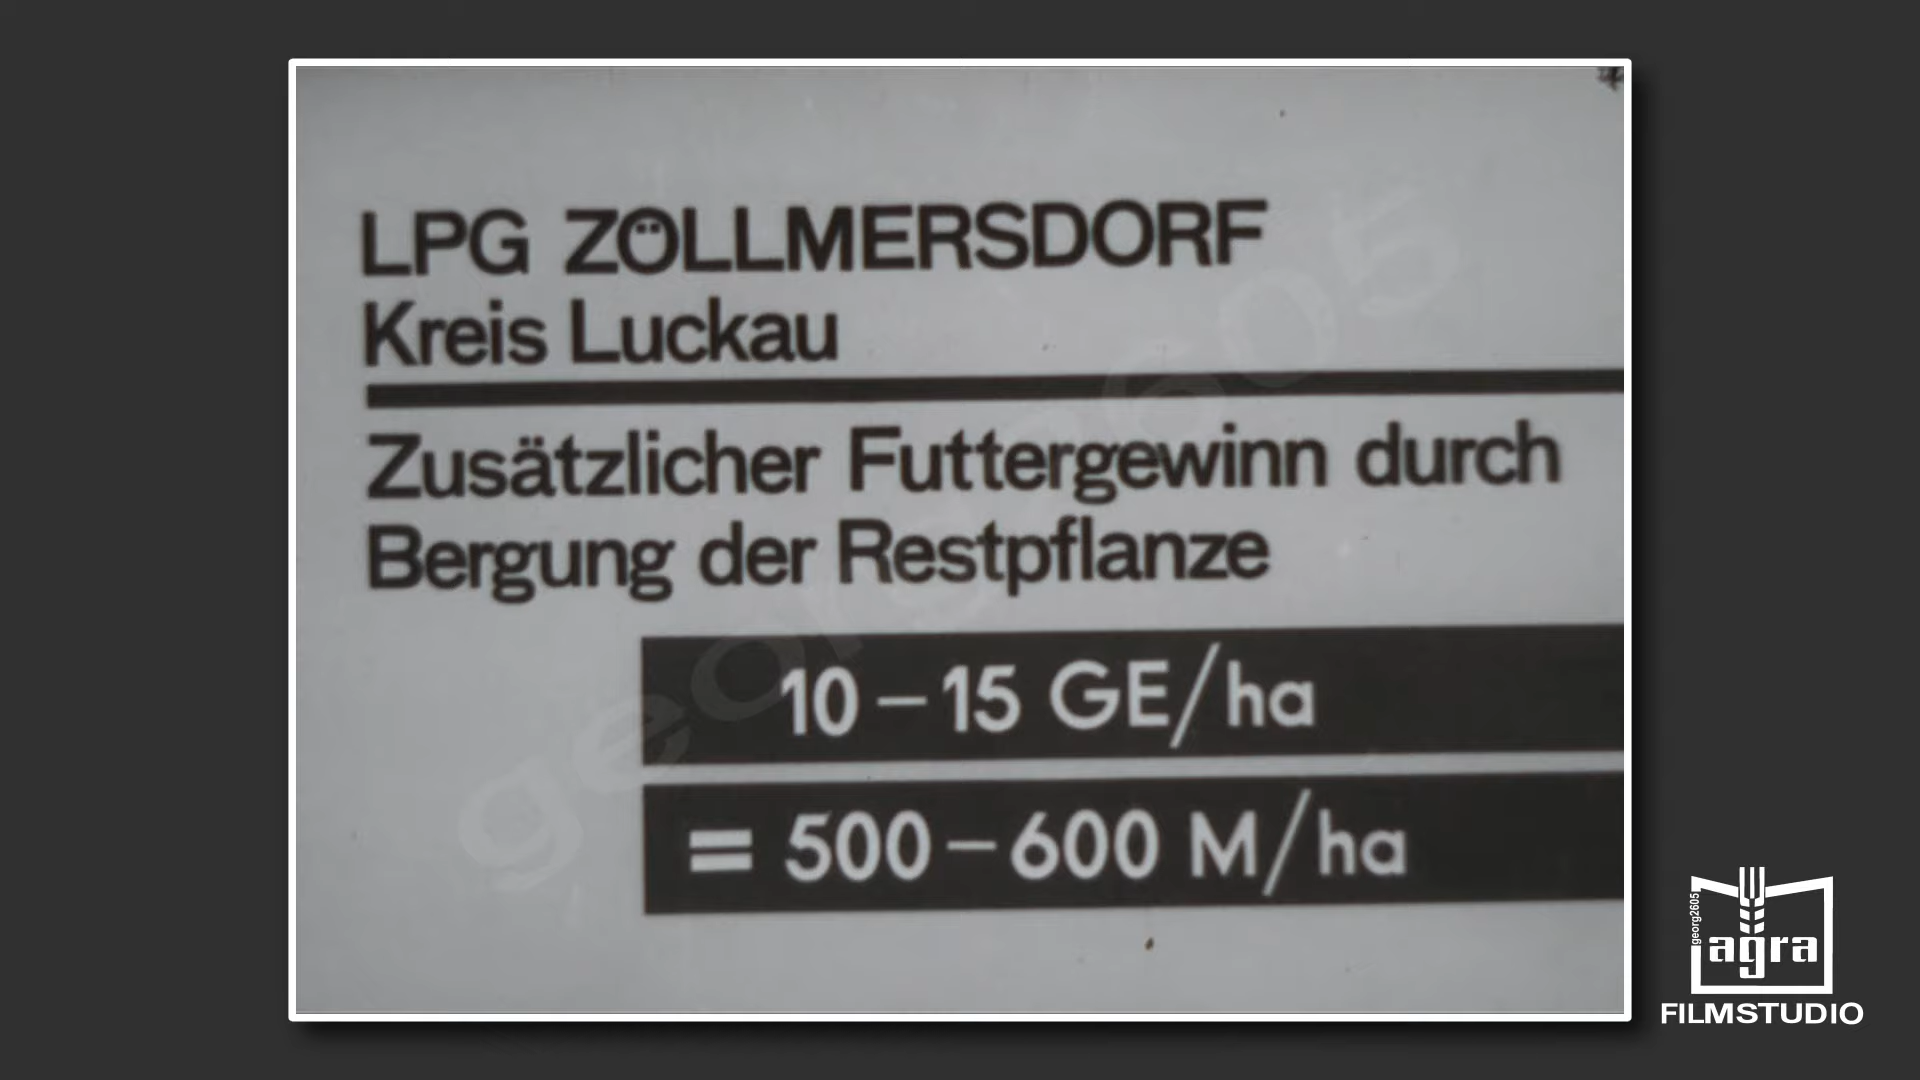 LPG ZÖLLMERSDORF
Kreis Luckau
Zusätzlicher Futtergewinn durch
Bergung der Restpflanze
10–15 GE/ha
= 500–600 M/ha
georg2605
georg2605
agra
FILMSTUDIO